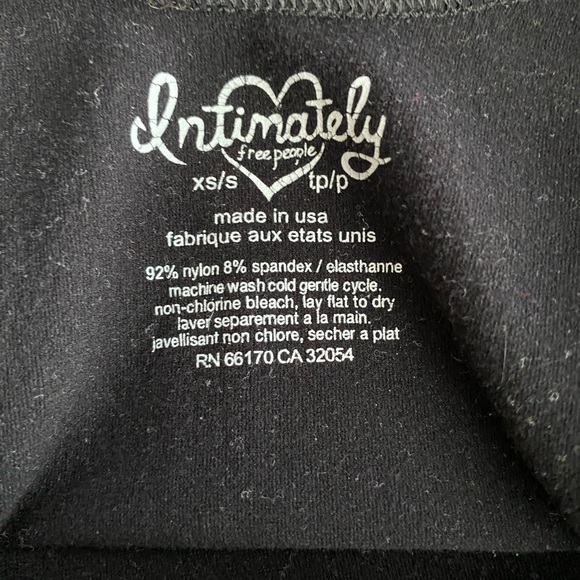 Intimately
free people
xs/s tp/p
made in usa
fabrique aux etats unis
92% nylon 8% spandex / elasthanne
machine wash cold gentle cycle.
non-chlorine bleach, lay flat to dry
laver separement a la main.
javellisant non chlore, secher a plat
RN 66170 CA 32054